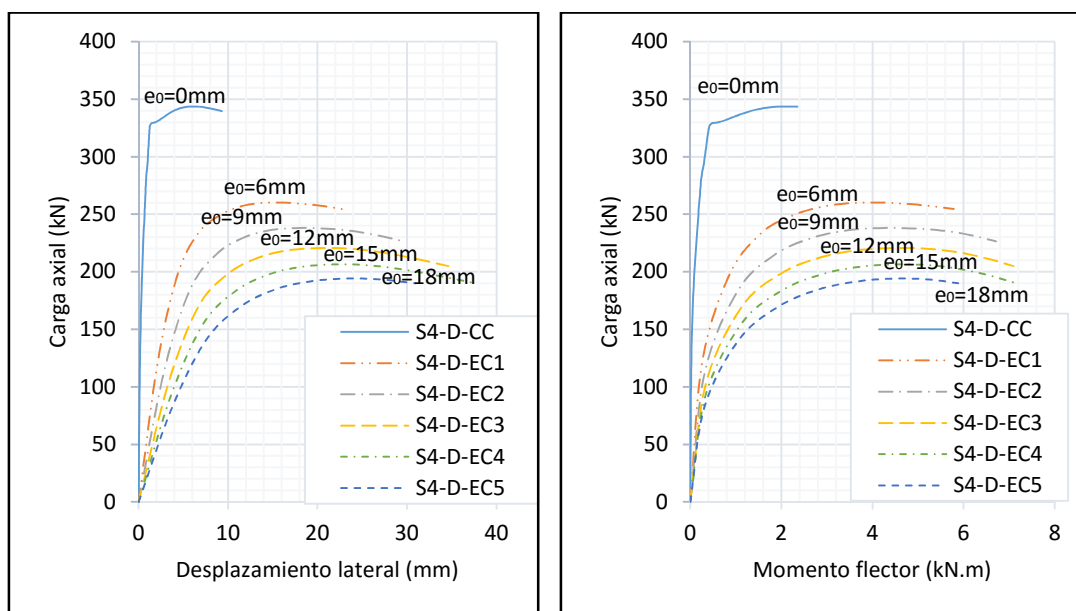 400
350
300
250
200
150
100
50
0
Carga axial (kN)
e0=0mm
e0=6mm
e0=9mm
e0=12mm
e0=15mm
e0=18mm
S4-D-CC
S4-D-EC1
S4-D-EC2
S4-D-EC3
S4-D-EC4
S4-D-EC5
0 10 20 30 40
Desplazamiento lateral (mm)
400
350
300
250
200
150
100
50
0
Carga axial (kN)
e0=0mm
e0=6mm
e0=9mm
e0=12mm
e0=15mm
e0=18mm
S4-D-CC
S4-D-EC1
S4-D-EC2
S4-D-EC3
S4-D-EC4
S4-D-EC5
0 2 4 6 8
Momento flector (kN.m)